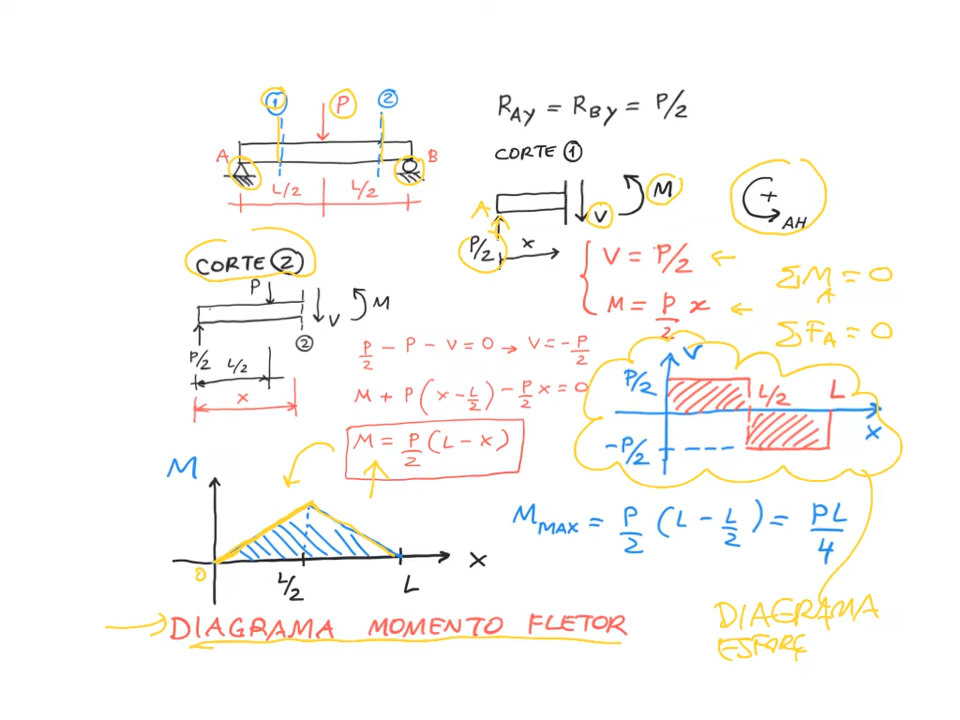 ① P ②
A B
L/2 L/2
R_AY = R_BY = P/2
CORTE ①
A
V M
P/2 x
+
AH
{ V = P/2 ←
M = P/2 x ←
ΣM_A = 0
ΣF_A = 0
CORTE ②
P
V M
②
P/2 L/2
x
P/2 - P - V = 0 → V = -P/2
M + P (x - L/2) - P/2 x = 0
M = P/2 (L - x)
V
P/2 L/2 L
x
-P/2
M_MAX = P/2 (L - L/2) = PL/4
M
0 L/2 L x
DIAGRAMA MOMENTO FLETOR
DIAGRAMA
ESFORÇ